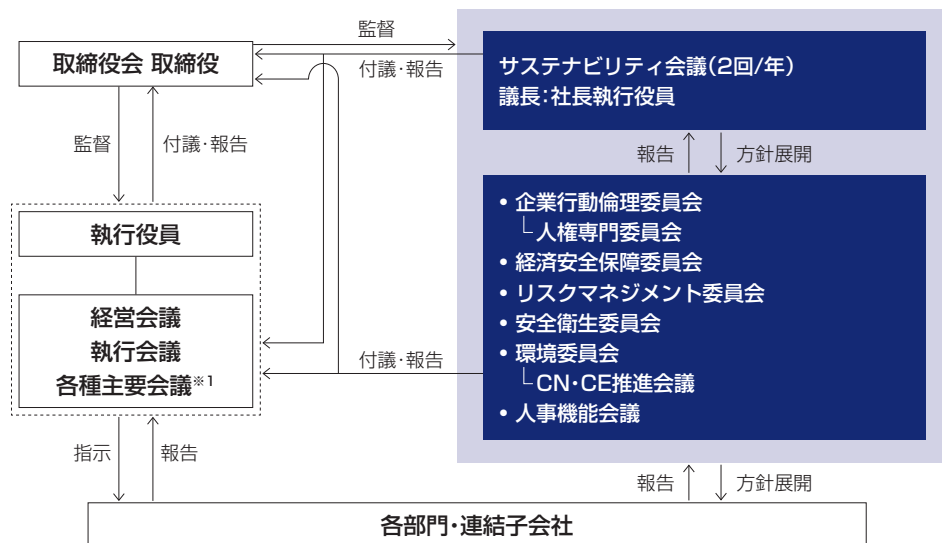 監督
取締役会 取締役
付議・報告
サステナビリティ会議(2回/年)
議長:社長執行役員
監督
付議・報告
報告
方針展開
執行役員
経営会議
執行会議
各種主要会議※1
付議・報告
• 企業行動倫理委員会
└人権専門委員会
• 経済安全保障委員会
• リスクマネジメント委員会
• 安全衛生委員会
• 環境委員会
└CN・CE推進会議
• 人事機能会議
指示
報告
報告
方針展開
各部門・連結子会社